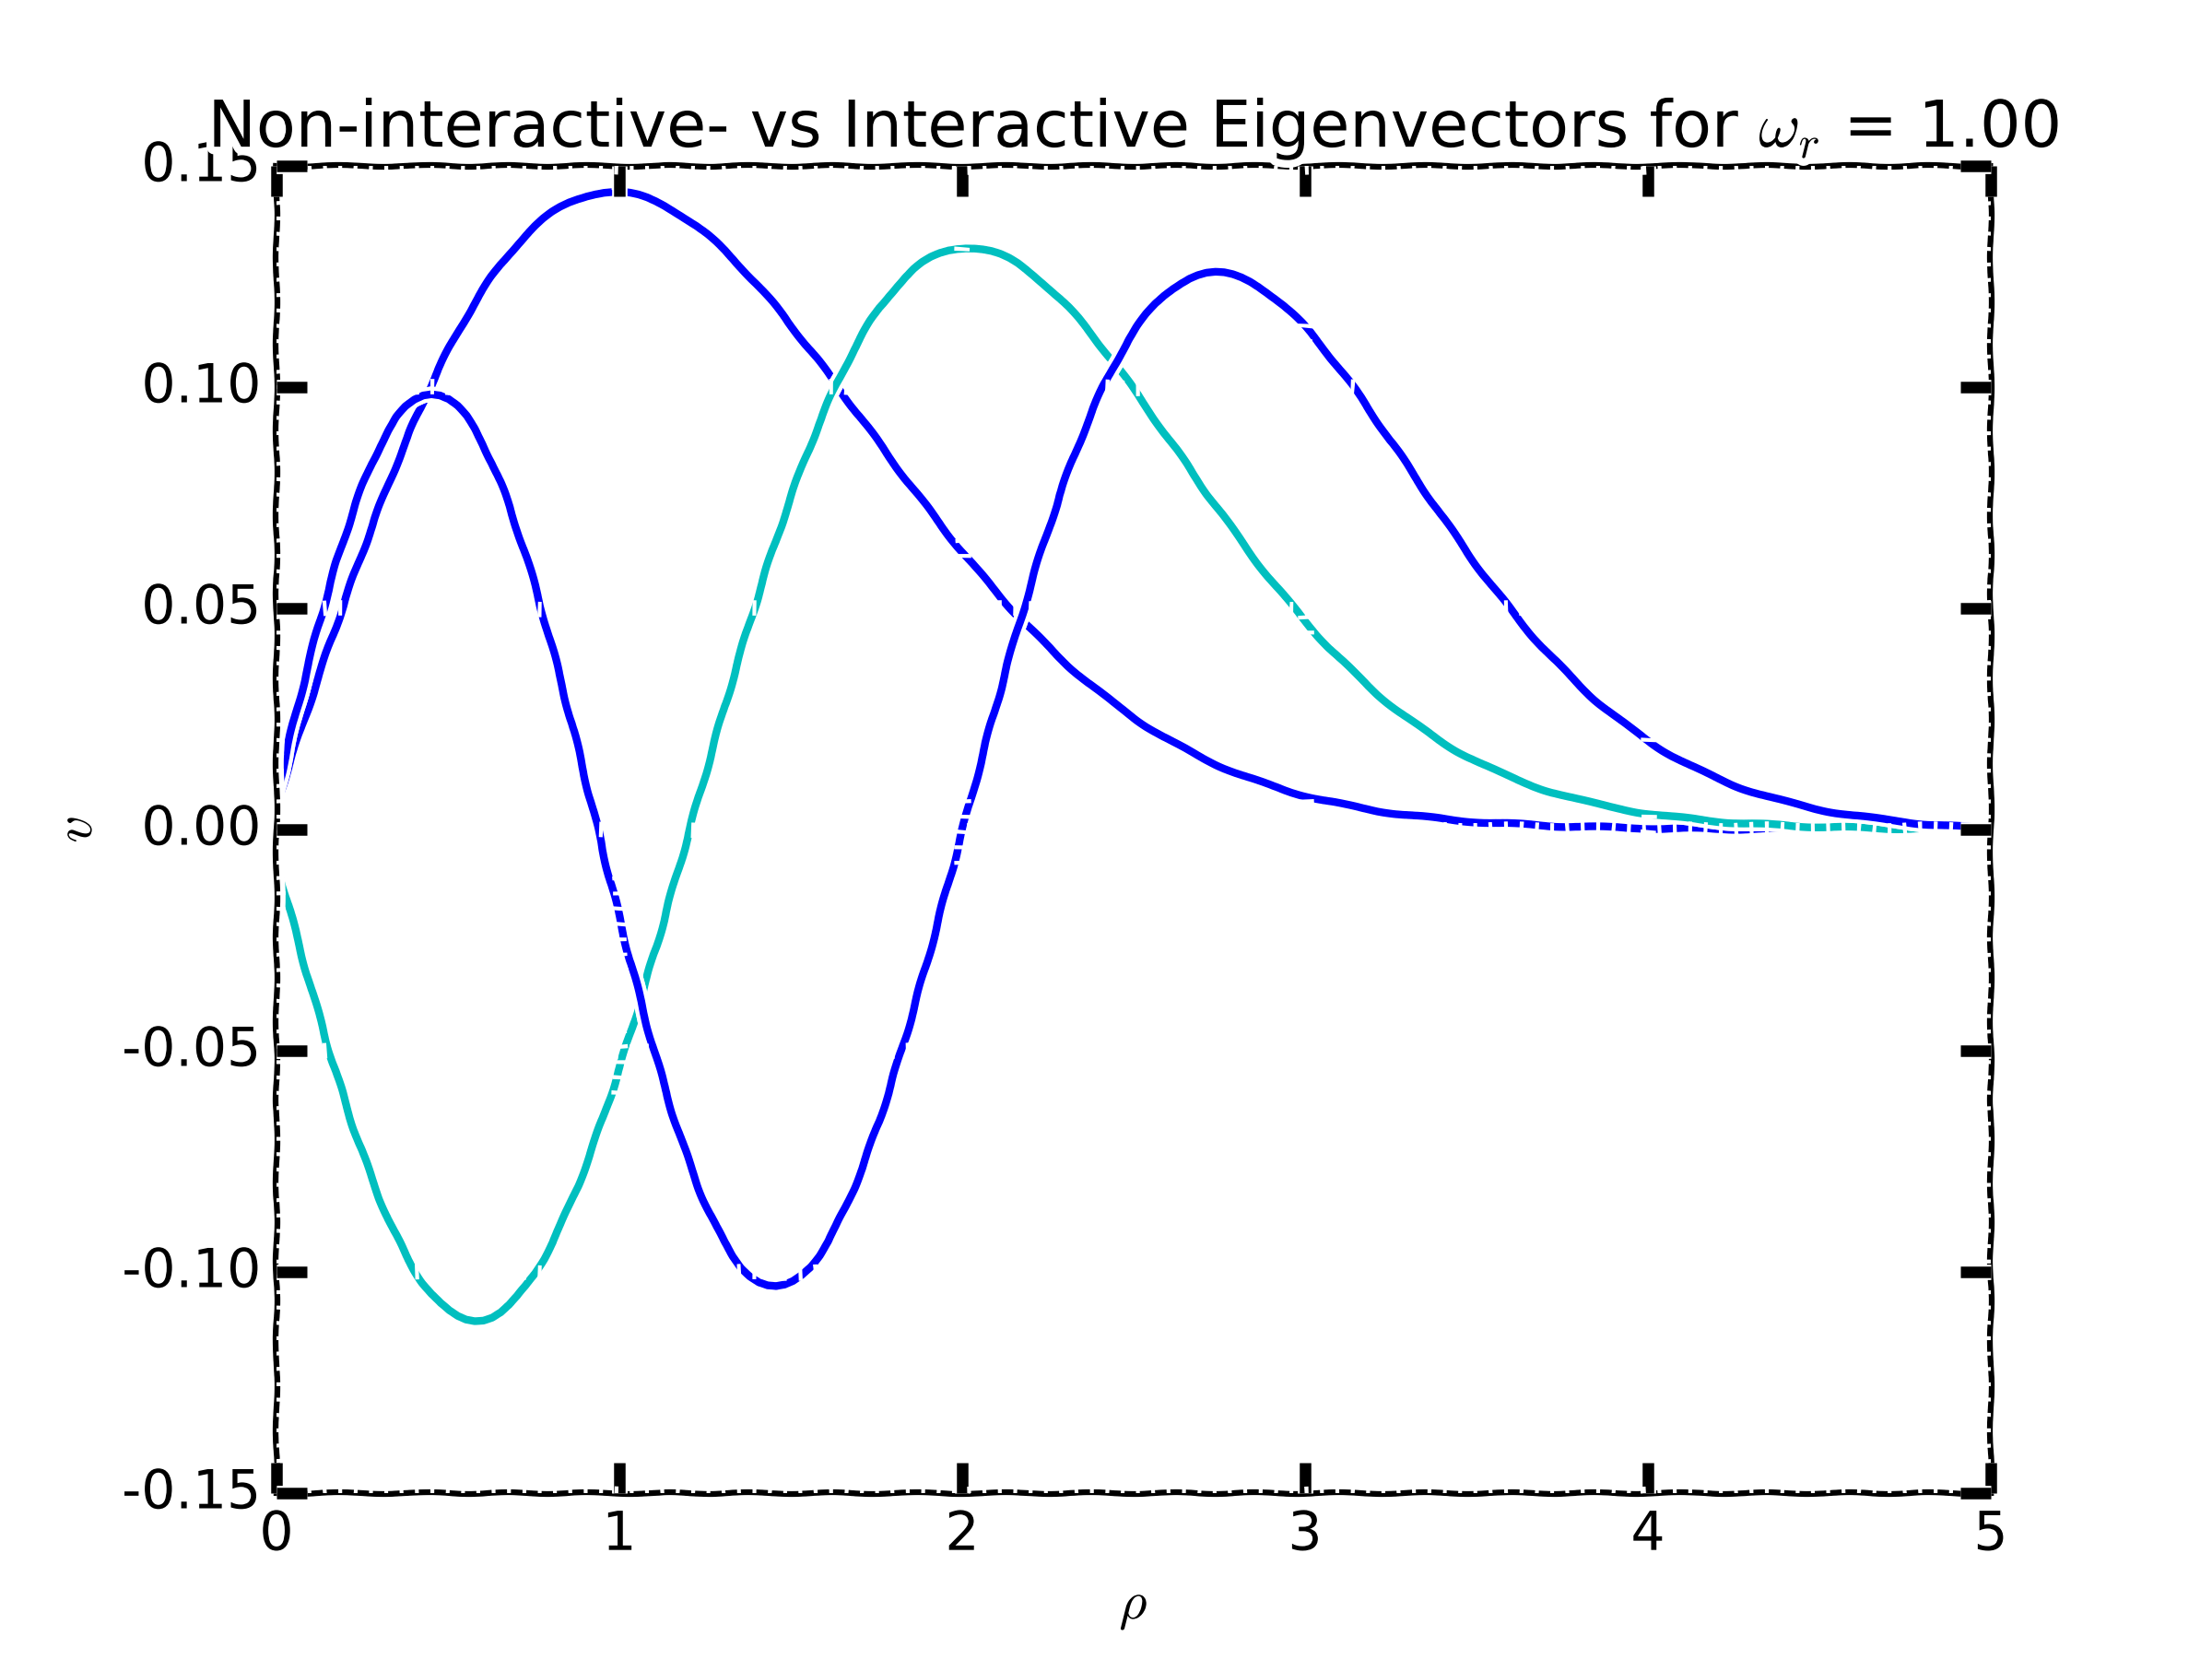 Non-interactive- vs Interactive Eigenvectors for ωr = 1.00
0.15
0.10
0.05
0.00
-0.05
-0.10
-0.15
v
0 1 2 3 4 5
ρ